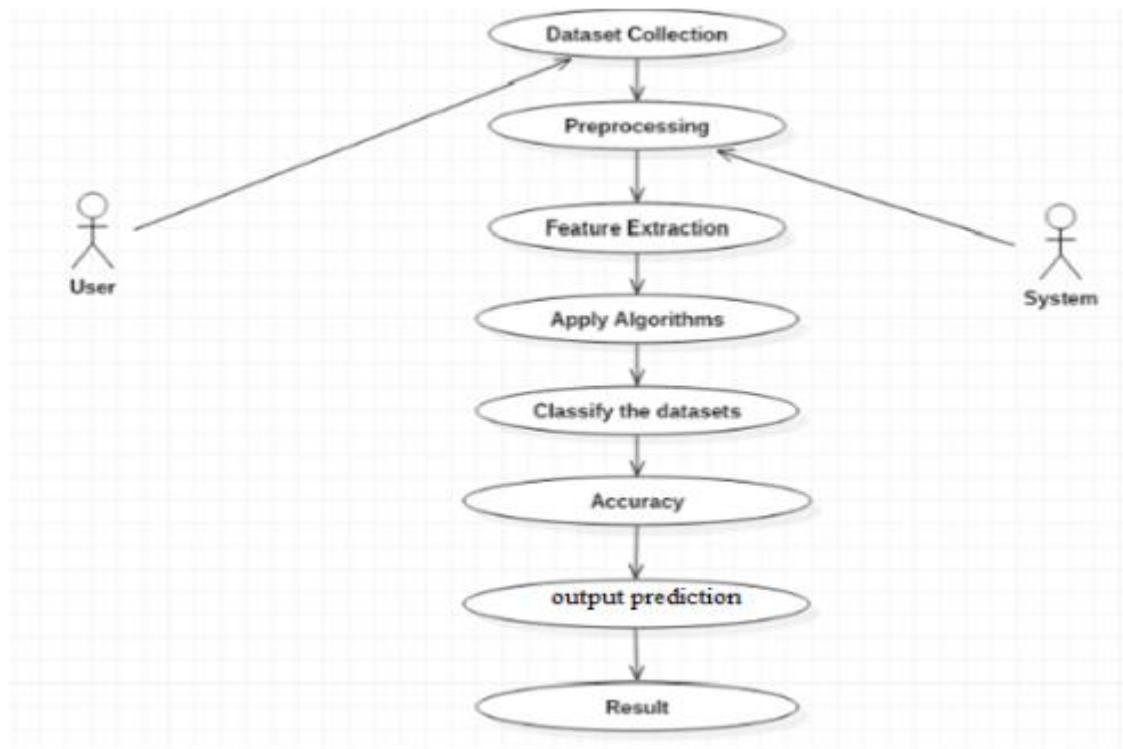 Dataset Collection
Preprocessing
Feature Extraction
User
System
Apply Algorithms
Classify the datasets
Accuracy
output prediction
Result